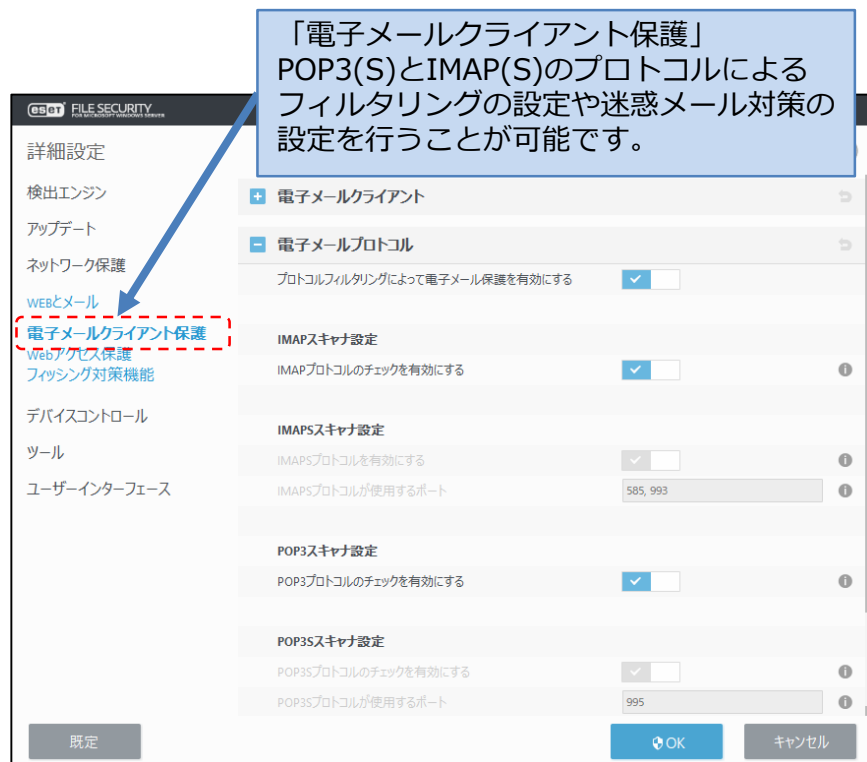 「電子メールクライアント保護」
POP3(S)とIMAP(S)のプロトコルによる
フィルタリングの設定や迷惑メール対策の
設定を行うことが可能です。
eset FILE SECURITY
FOR MICROSOFT WINDOWS SERVER
詳細設定
検出エンジン
アップデート
ネットワーク保護
WEBとメール
電子メールクライアント保護
Webアクセス保護
フィッシング対策機能
デバイスコントロール
ツール
ユーザーインターフェース
電子メールクライアント
電子メールプロトコル
プロトコルフィルタリングによって電子メール保護を有効にする
IMAPスキャナ設定
IMAPプロトコルのチェックを有効にする
IMAPSスキャナ設定
IMAPSプロトコルを有効にする
IMAPSプロトコルが使用するポート 585, 993
POP3スキャナ設定
POP3プロトコルのチェックを有効にする
POP3Sスキャナ設定
POP3Sプロトコルのチェックを有効にする
POP3Sプロトコルが使用するポート 995
既定 OK キャンセル